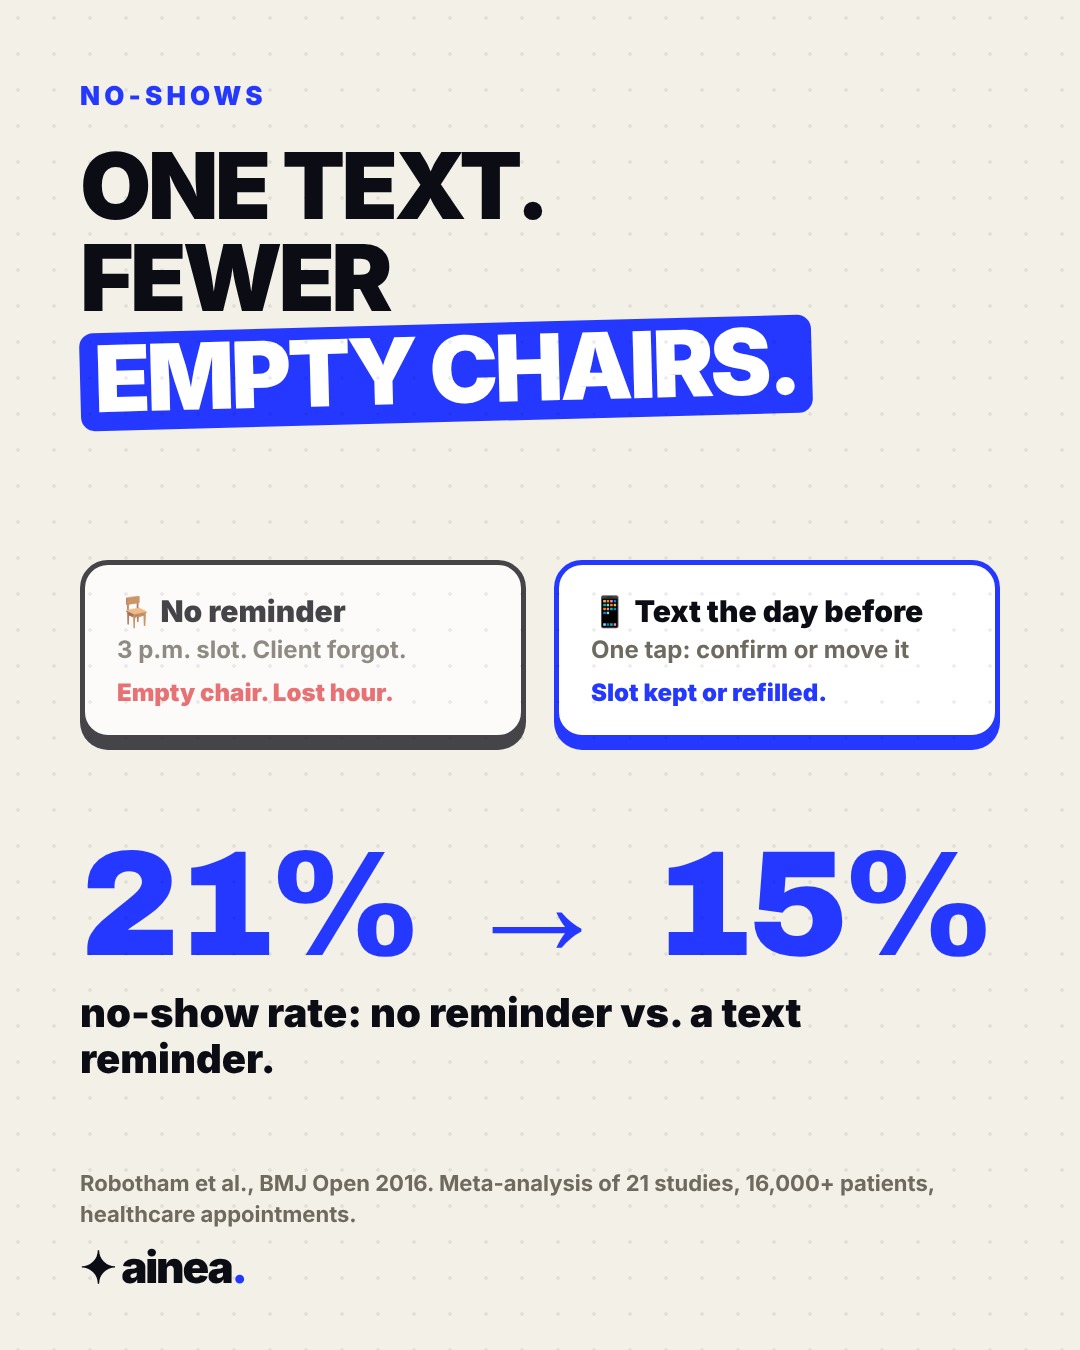 NO-SHOWS
ONE TEXT.
FEWER
EMPTY CHAIRS.
No reminder
3 p.m. slot. Client forgot.
Empty chair. Lost hour.
Text the day before
One tap: confirm or move it
Slot kept or refilled.
21% → 15%
no-show rate: no reminder vs. a text
reminder.
Robotham et al., BMJ Open 2016. Meta-analysis of 21 studies, 16,000+ patients,
healthcare appointments.
ainea.